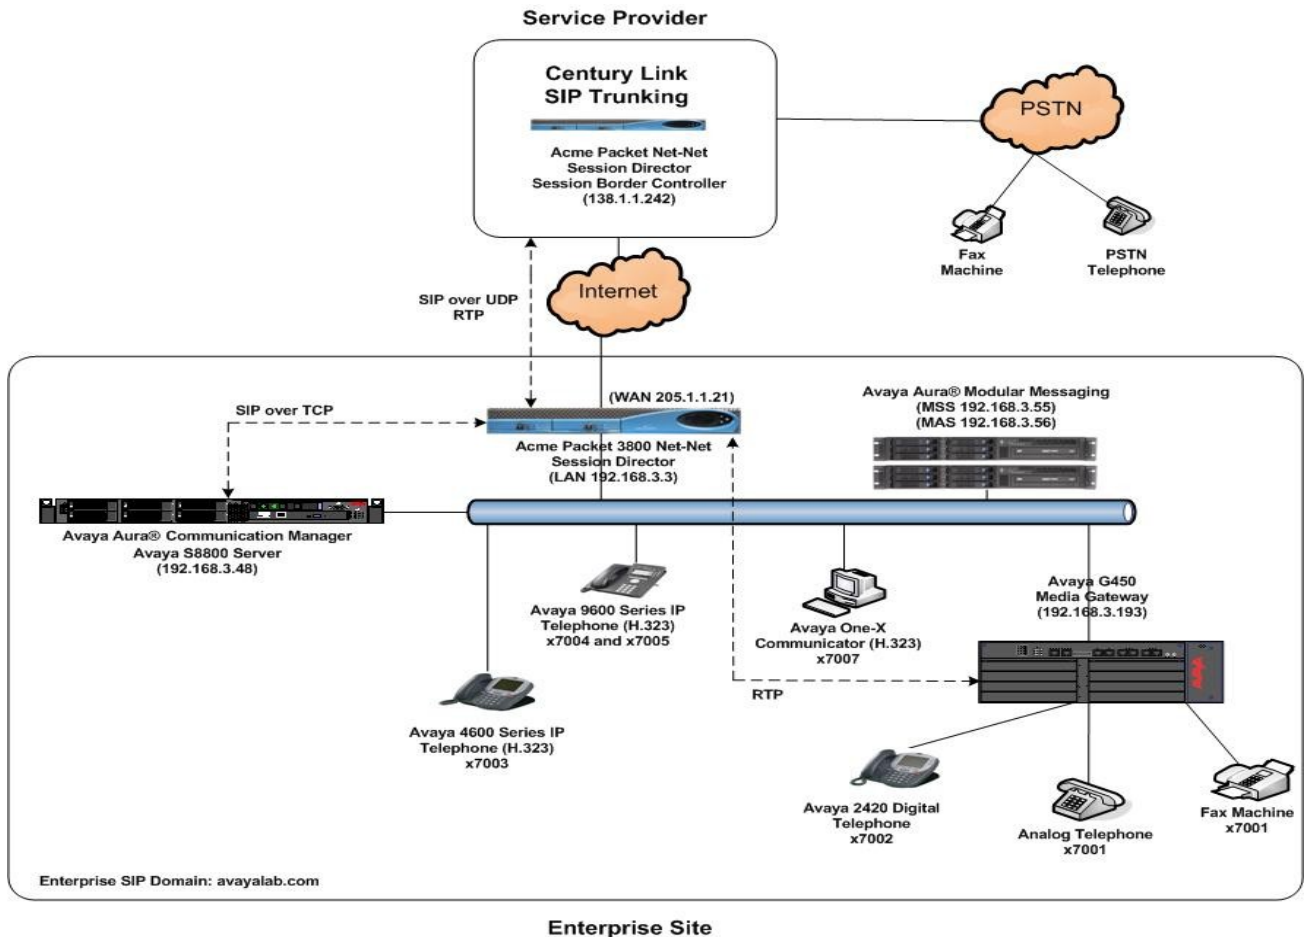 Service Provider
Century Link
SIP Trunking
Acme Packet Net-Net
Session Director
Session Border Controller
(138.1.1.242)
PSTN
Fax
Machine
PSTN
Telephone
SIP over UDP
RTP
Internet
SIP over TCP
(WAN 205.1.1.21)
Acme Packet 3800 Net-Net
Session Director
(LAN 192.168.3.3)
Avaya Aura® Modular Messaging
(MSS 192.168.3.55)
(MAS 192.168.3.56)
Avaya Aura® Communication Manager
Avaya S8800 Server
(192.168.3.48)
Avaya 9600 Series IP
Telephone (H.323)
x7004 and x7005
Avaya One-X
Communicator (H.323)
x7007
Avaya G450
Media Gateway
(192.168.3.193)
AVAYA
RTP
Avaya 4600 Series IP
Telephone (H.323)
x7003
Avaya 2420 Digital
Telephone
x7002
Analog Telephone
x7001
Fax Machine
x7001
Enterprise SIP Domain: avayalab.com
Enterprise Site